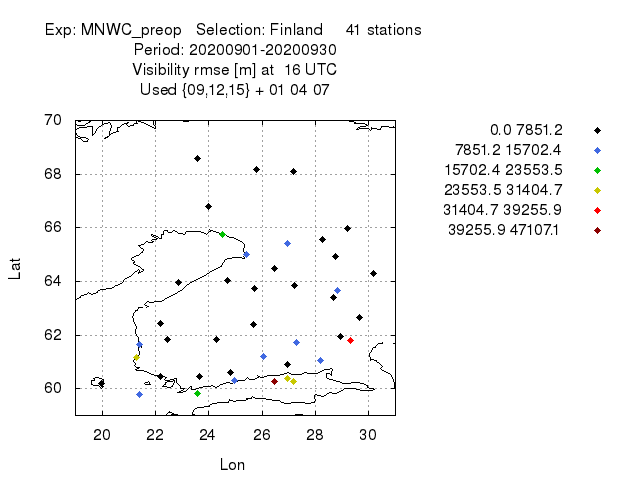 Exp: MNWC_preop   Selection: Finland     41 stations
Period: 20200901-20200930
Visibility rmse [m] at  16 UTC
Used {09,12,15} + 01 04 07
70
68
66
64
62
60
Lat
20 22 24 26 28 30
Lon
0.0 7851.2
7851.2 15702.4
15702.4 23553.5
23553.5 31404.7
31404.7 39255.9
39255.9 47107.1